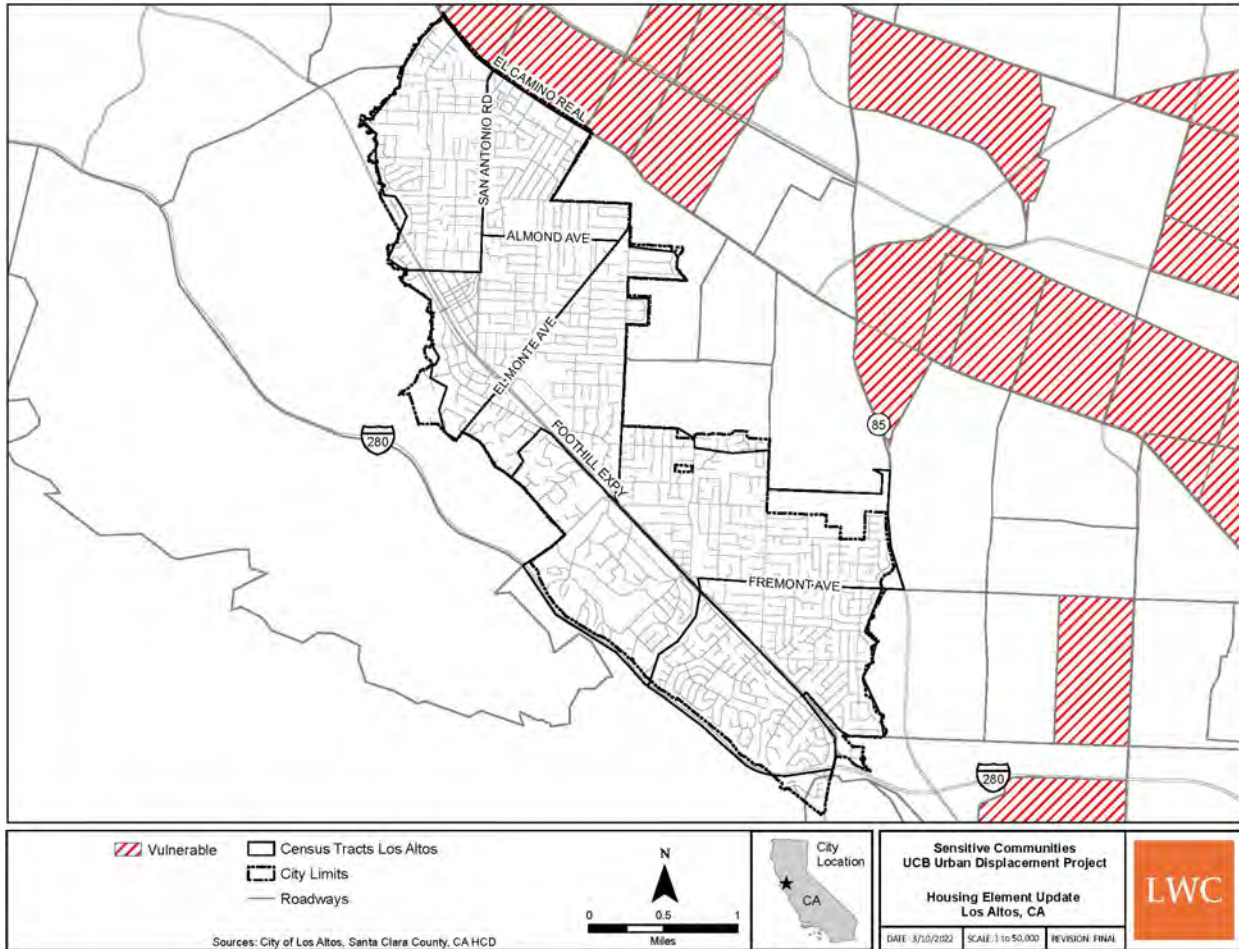 EL CAMINO REAL
SAN ANTONIO RD
ALMOND AVE
EL MONTE AVE
FOOTHILL EXPY
280
85
FREMONT AVE
280
Vulnerable
Census Tracts Los Altos
City Limits
Roadways
Sources: City of Los Altos, Santa Clara County, CA HCD
N
0 0.5 1
Miles
City
Location
CA
Sensitive Communities
UCB Urban Displacement Project
Housing Element Update
Los Altos, CA
DATE: 3/10/2022 SCALE: 1 to 50,000 REVISION: FINAL
LWC